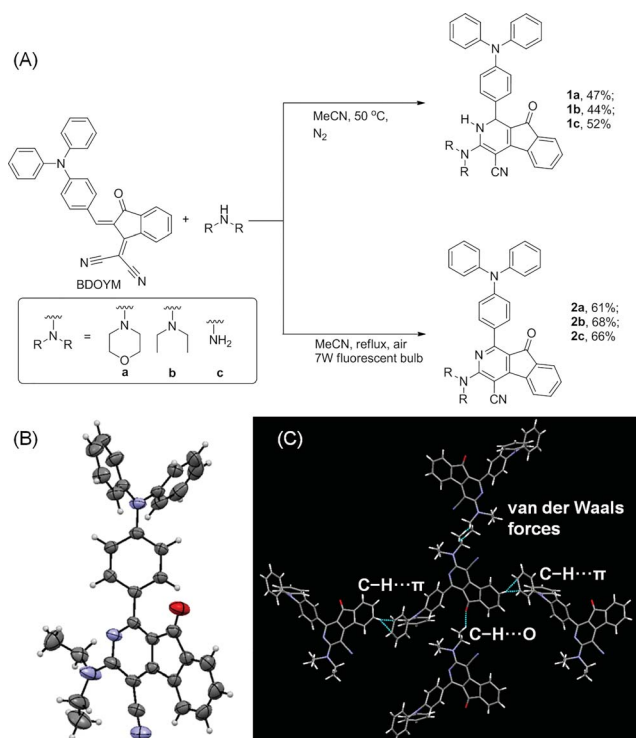 (A)
N
N
O
+
H
N
R R
N
N
BDOYM
N
R R
=
N
O
a
N
b
NH2
c
MeCN, 50 °C,
N2
N
O
H
N
N
R
R
CN
1a, 47%;
1b, 44%;
1c, 52%
MeCN, reflux, air
7W fluorescent bulb
N
O
N
N
R
R
CN
2a, 61%;
2b, 68%;
2c, 66%
(B)
(C)
van der Waals
forces
C–H···π
C–H···π
C–H···O